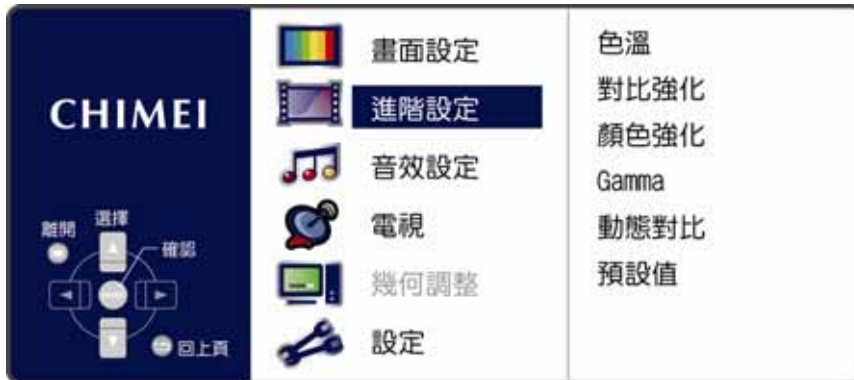 CHIMEI
離開
選擇
確認
回上頁
畫面設定
進階設定
音效設定
電視
幾何調整
設定
色溫
對比強化
顏色強化
Gamma
動態對比
預設值